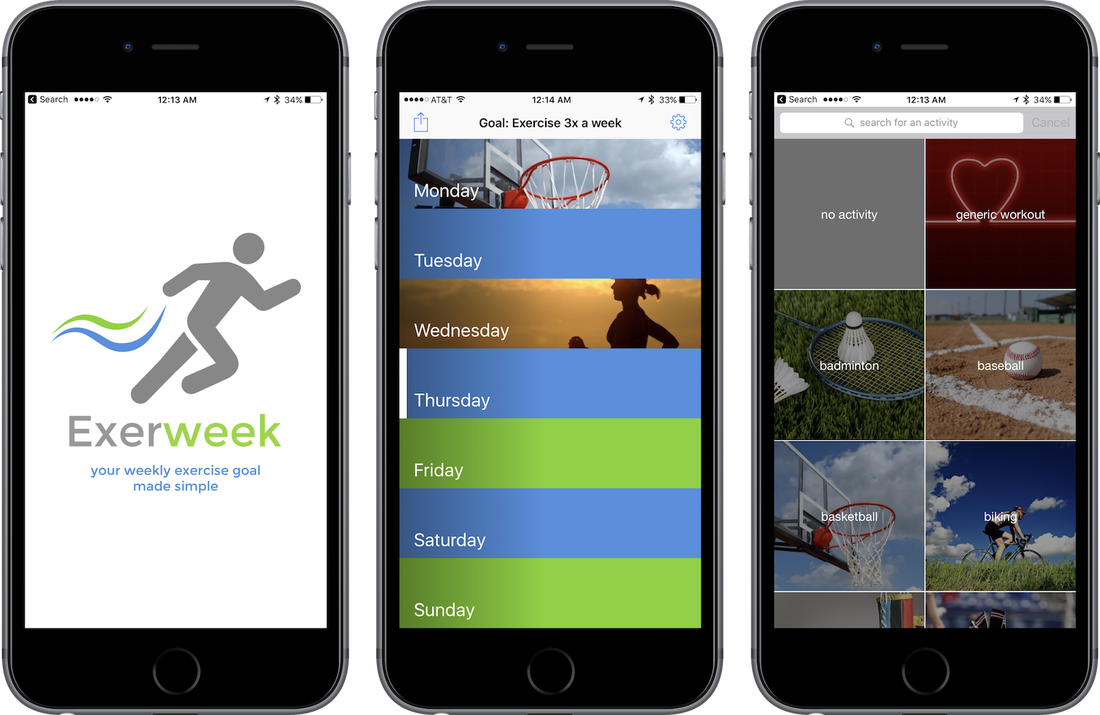 Search
12:13 AM
34%
Exerweek
your weekly exercise goal
made simple
AT&T
12:14 AM
33%
Goal: Exercise 3x a week
Monday
Tuesday
Wednesday
Thursday
Friday
Saturday
Sunday
Search
12:13 AM
34%
search for an activity
Cancel
no activity
generic workout
badminton
baseball
basketball
biking